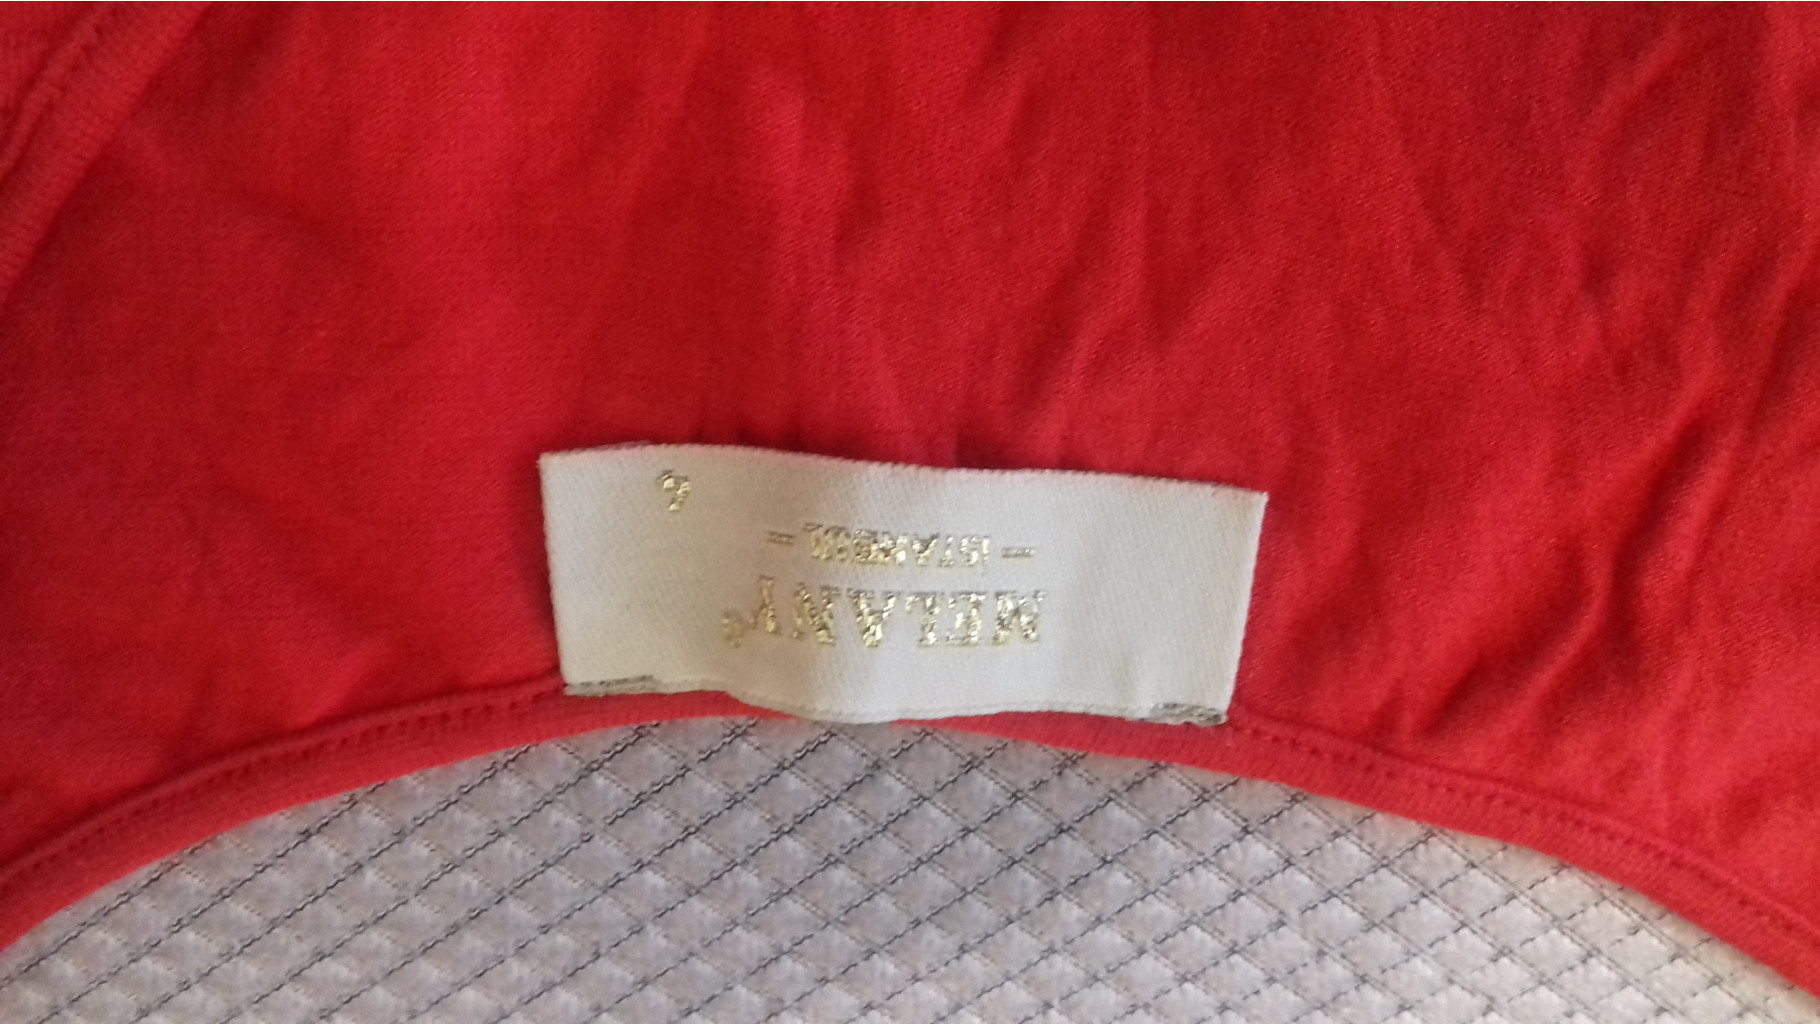 MELANY®
— ISTANBUL —